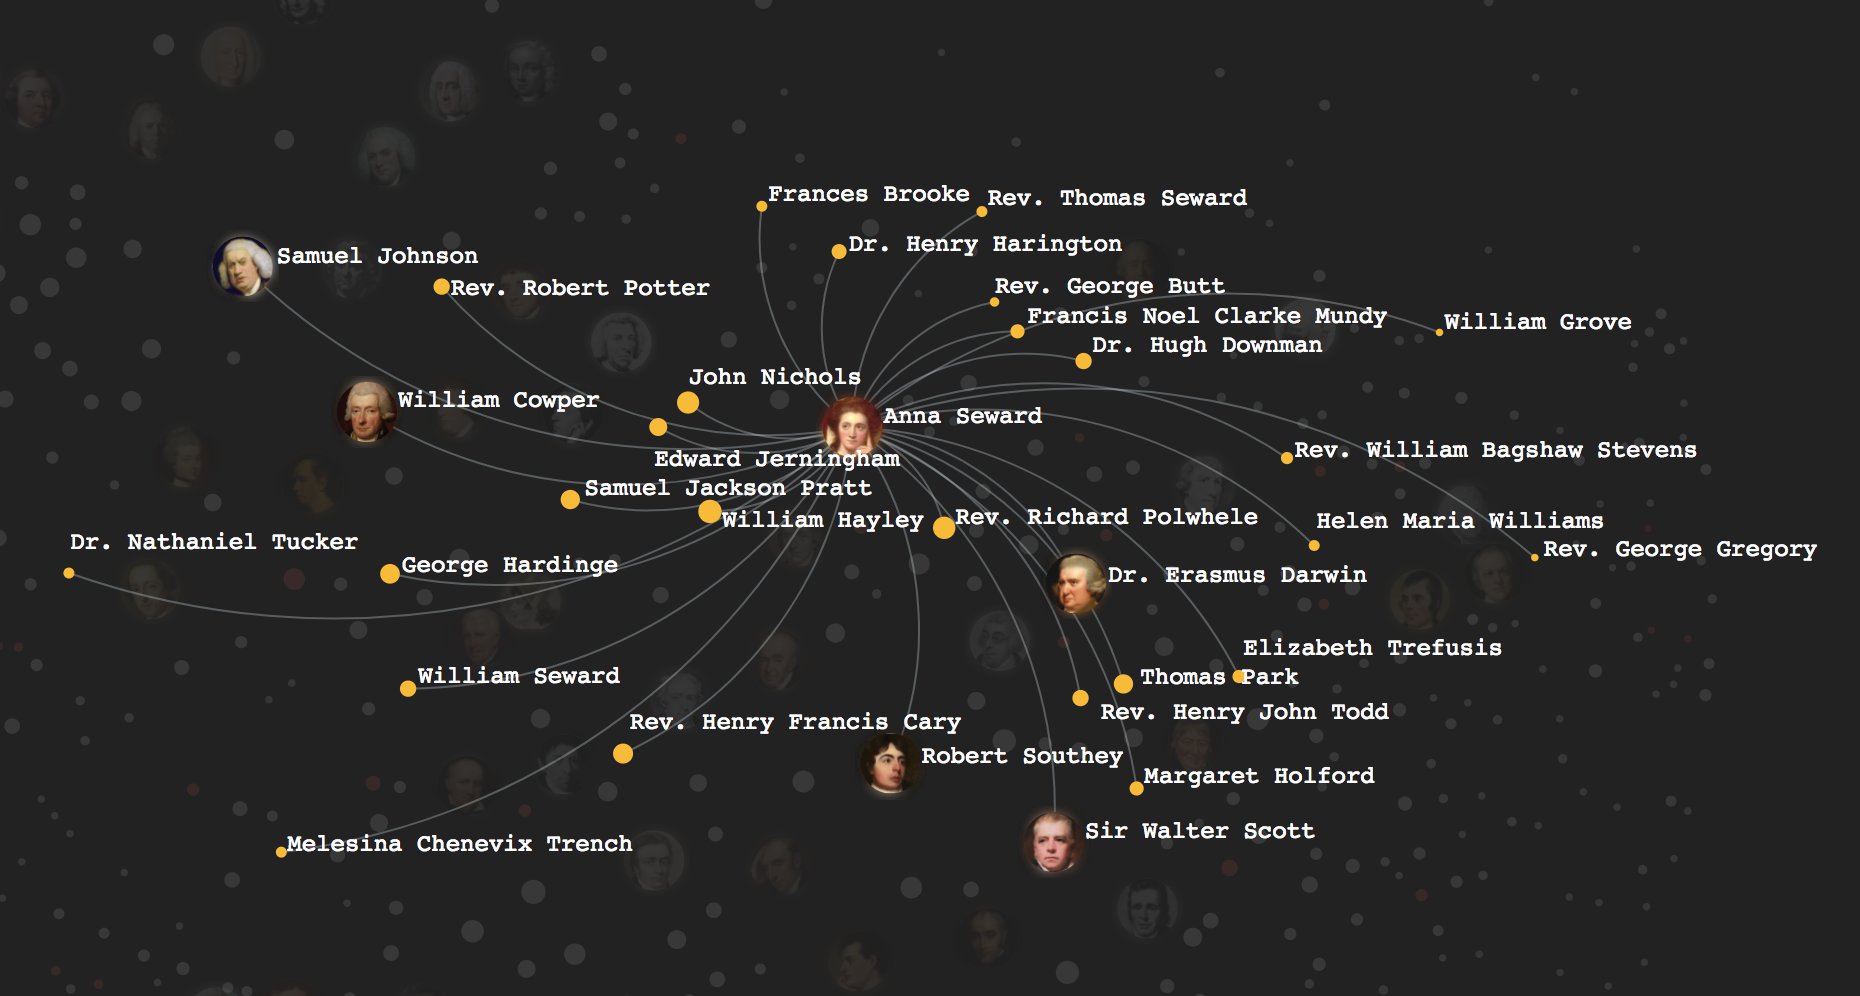 Frances Brooke
Rev. Thomas Seward
Dr. Henry Harington
Samuel Johnson
Rev. Robert Potter
Rev. George Butt
Francis Noel Clarke Mundy
William Grove
Dr. Hugh Downman
John Nichols
William Cowper
Anna Seward
Rev. William Bagshaw Stevens
Edward Jerningham
Samuel Jackson Pratt
William Hayley
Rev. Richard Polwhele
Helen Maria Williams
Dr. Nathaniel Tucker
Rev. George Gregory
George Hardinge
Dr. Erasmus Darwin
Elizabeth Trefusis
William Seward
Thomas Park
Rev. Henry John Todd
Rev. Henry Francis Cary
Robert Southey
Margaret Holford
Sir Walter Scott
Melesina Chenevix Trench